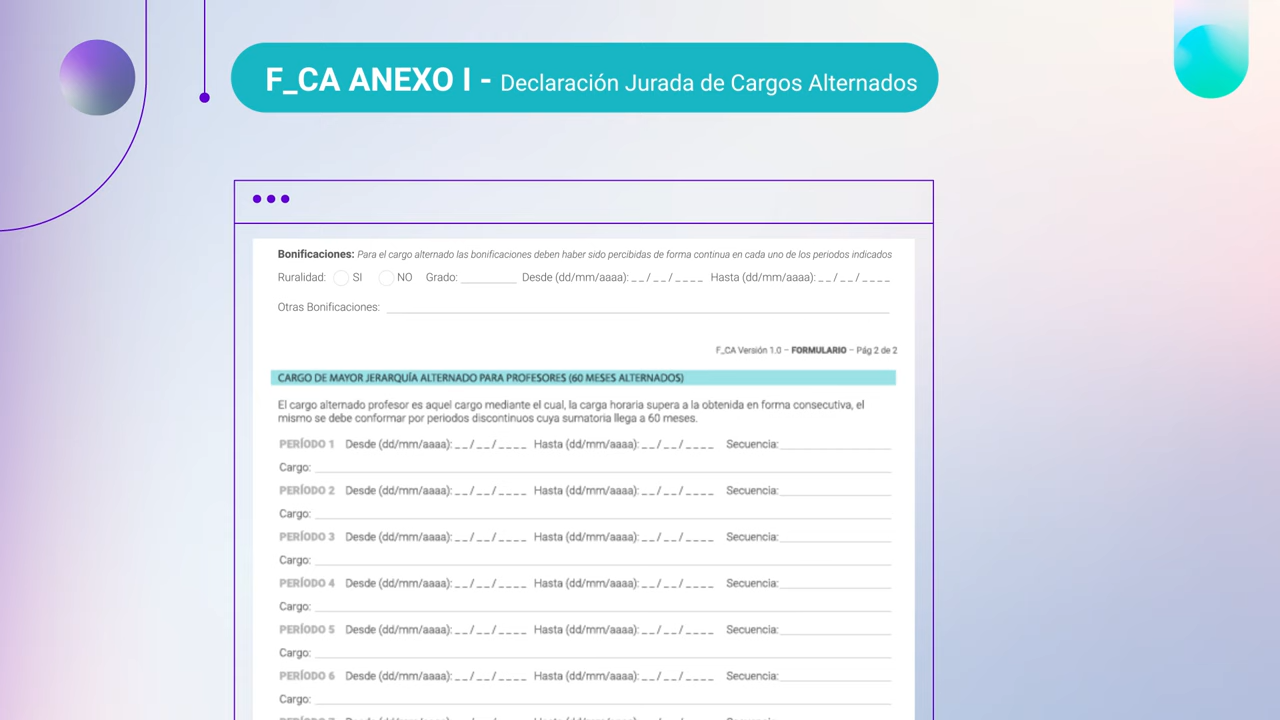 F_CA ANEXO I - Declaración Jurada de Cargos Alternados
Bonificaciones: Para el cargo alternado las bonificaciones deben haber sido percibidas de forma continua en cada uno de los periodos indicados
Ruralidad: SI NO Grado: ________ Desde (dd/mm/aaaa): _ _ / _ _ / _ _ _ _ Hasta (dd/mm/aaaa): _ _ / _ _ / _ _ _ _
Otras Bonificaciones:
F_CA Versión 1.0 – FORMULARIO – Pág 2 de 2
CARGO DE MAYOR JERARQUÍA ALTERNADO PARA PROFESORES (60 MESES ALTERNADOS)
El cargo alternado profesor es aquel cargo mediante el cual, la carga horaria supera a la obtenida en forma consecutiva, el
mismo se debe conformar por periodos discontinuos cuya sumatoria llega a 60 meses.
PERÍODO 1 Desde (dd/mm/aaaa): _ _ / _ _ / _ _ _ _ Hasta (dd/mm/aaaa): _ _ / _ _ / _ _ _ _ Secuencia:
Cargo:
PERÍODO 2 Desde (dd/mm/aaaa): _ _ / _ _ / _ _ _ _ Hasta (dd/mm/aaaa): _ _ / _ _ / _ _ _ _ Secuencia:
Cargo:
PERÍODO 3 Desde (dd/mm/aaaa): _ _ / _ _ / _ _ _ _ Hasta (dd/mm/aaaa): _ _ / _ _ / _ _ _ _ Secuencia:
Cargo:
PERÍODO 4 Desde (dd/mm/aaaa): _ _ / _ _ / _ _ _ _ Hasta (dd/mm/aaaa): _ _ / _ _ / _ _ _ _ Secuencia:
Cargo:
PERÍODO 5 Desde (dd/mm/aaaa): _ _ / _ _ / _ _ _ _ Hasta (dd/mm/aaaa): _ _ / _ _ / _ _ _ _ Secuencia:
Cargo:
PERÍODO 6 Desde (dd/mm/aaaa): _ _ / _ _ / _ _ _ _ Hasta (dd/mm/aaaa): _ _ / _ _ / _ _ _ _ Secuencia:
Cargo: